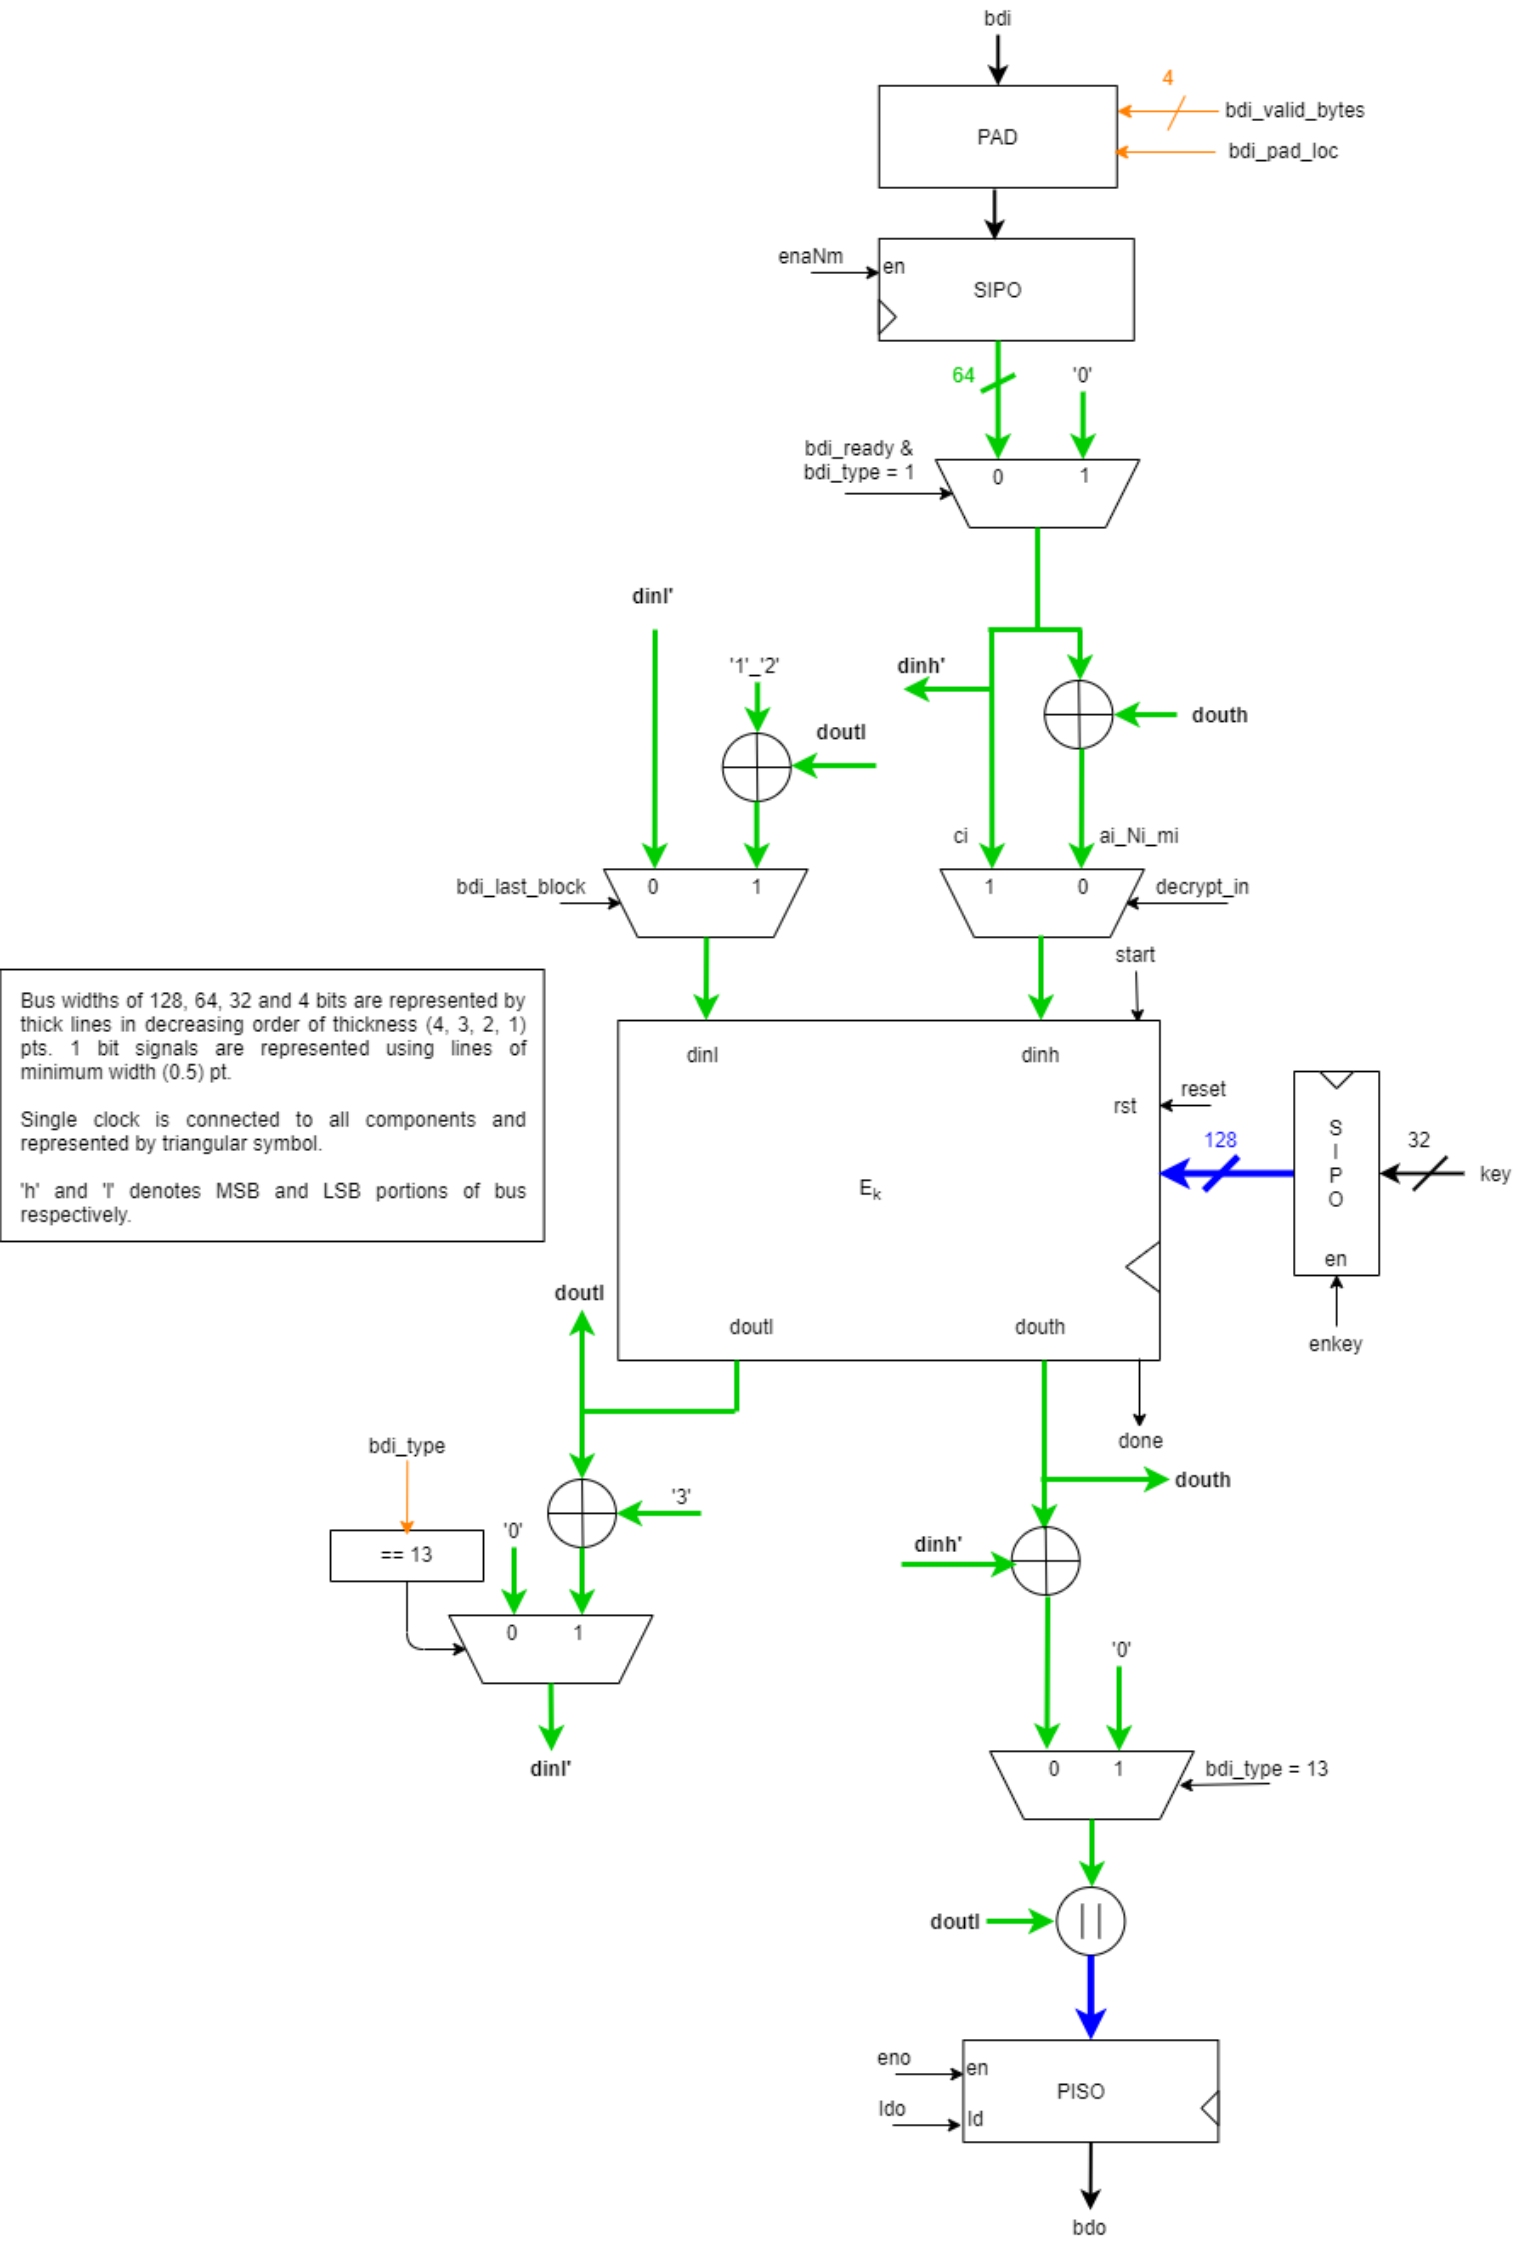 bdi
4
bdi_valid_bytes
PAD
bdi_pad_loc
enaNm
en
SIPO
64
'0'
bdi_ready &
bdi_type = 1
0
1
dinl'
'1'_'2'
dinh'
doutl
douth
ci
ai_Ni_mi
bdi_last_block
0
1
1
0
decrypt_in
start
Bus widths of 128, 64, 32 and 4 bits are represented by
thick lines in decreasing order of thickness (4, 3, 2, 1)
pts. 1 bit signals are represented using lines of
minimum width (0.5) pt.
Single clock is connected to all components and
represented by triangular symbol.
'h' and 'l' denotes MSB and LSB portions of bus
respectively.
dinl
dinh
rst
reset
128
S
I
P
O
32
key
Ek
en
enkey
doutl
doutl
douth
done
bdi_type
douth
'3'
'0'
== 13
dinh'
0
1
'0'
dinl'
0
1
bdi_type = 13
doutl
||
eno
en
PISO
ldo
ld
bdo